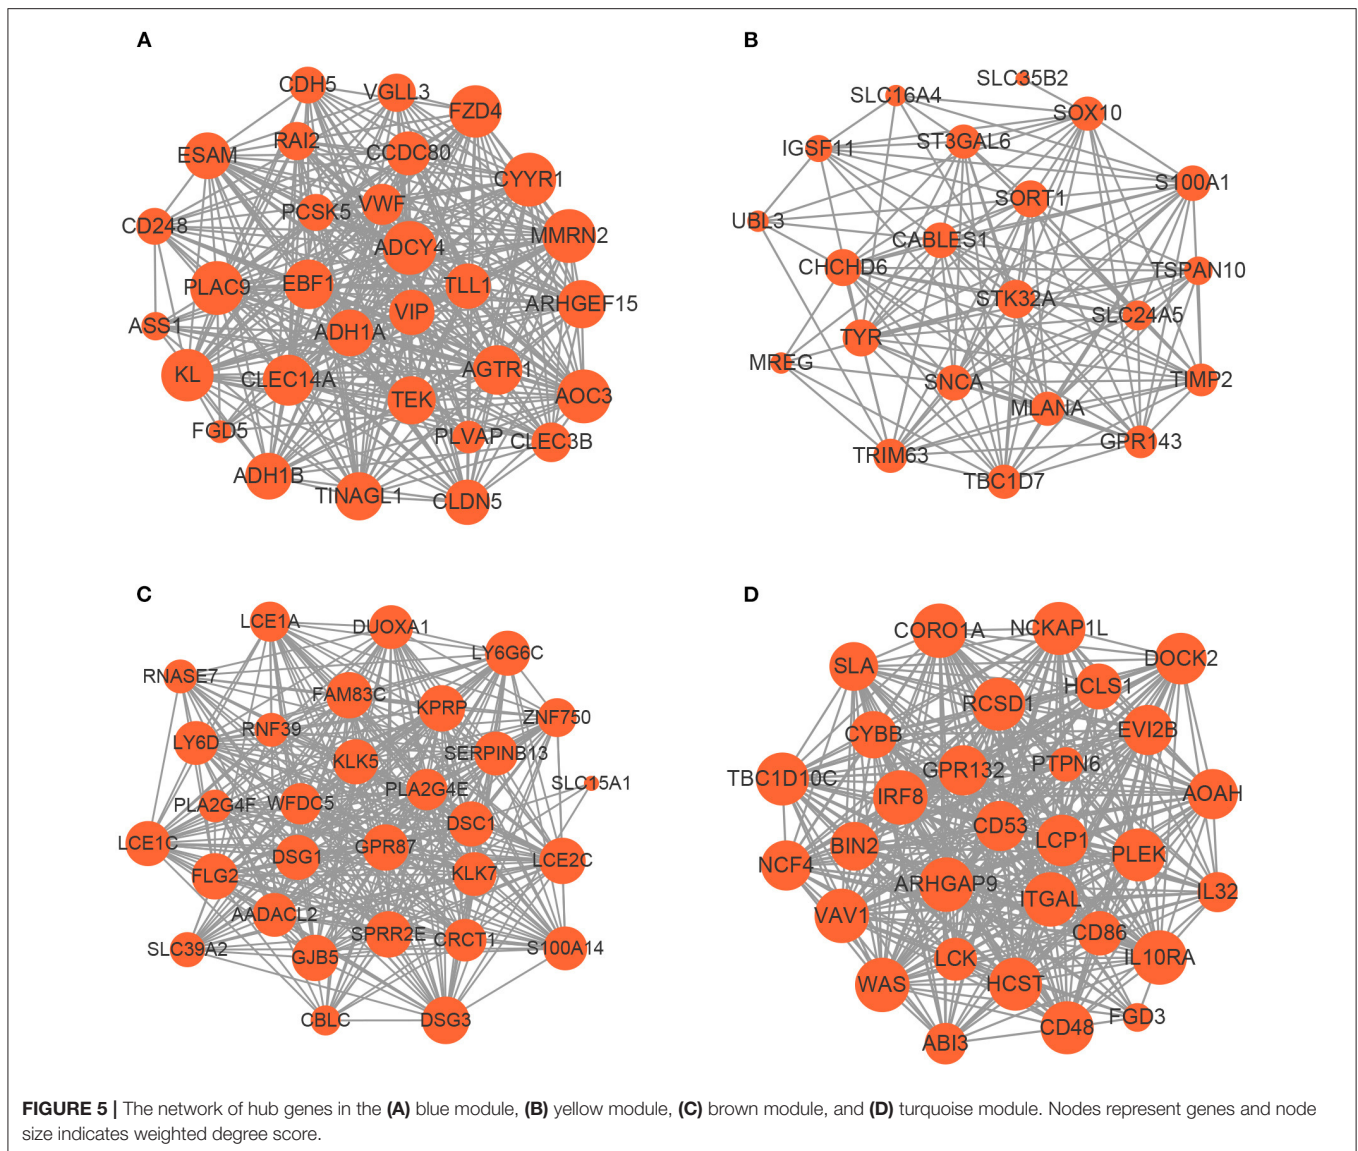 A
CDH5
VGLL3
FZD4
RAI2
CCDC80
ESAM
CYYR1
PCSK5
VWF
CD248
ADCY4
MMRN2
PLAC9
EBF1
TLL1
ARHGEF15
ASS1
VIP
ADH1A
KL
CLEC14A
AGTR1
TEK
AOC3
FGD5
PLVAP
CLEC3B
ADH1B
TINAGL1
CLDN5
B
SLC35B2
SLC16A4
SOX10
IGSF11
ST3GAL6
S100A1
SORT1
UBL3
CABLES1
CHCHD6
TSPAN10
STK32A
SLC24A5
TYR
MREG
SNCA
TIMP2
MLANA
GPR143
TRIM63
TBC1D7
C
LCE1A
DUOXA1
LY6G6C
RNASE7
FAM83C
KPRP
ZNF750
RNF39
LY6D
SERPINB13
KLK5
SLC15A1
PLA2G4E
PLA2G4F
WFDC5
DSC1
LCE1C
GPR87
DSG1
LCE2C
FLG2
KLK7
AADACL2
SPRR2E
CRCT1
SLC39A2
GJB5
S100A14
CBLC
DSG3
D
CORO1A
NCKAP1L
SLA
DOCK2
HCLS1
RCSD1
CYBB
EVI2B
GPR132
PTPN6
TBC1D10C
IRF8
AOAH
CD53
LCP1
BIN2
PLEK
NCF4
ARHGAP9
ITGAL
IL32
VAV1
CD86
LCK
IL10RA
WAS
HCST
FGD3
CD48
ABI3
FIGURE 5 | The network of hub genes in the (A) blue module, (B) yellow module, (C) brown module, and (D) turquoise module. Nodes represent genes and node
size indicates weighted degree score.